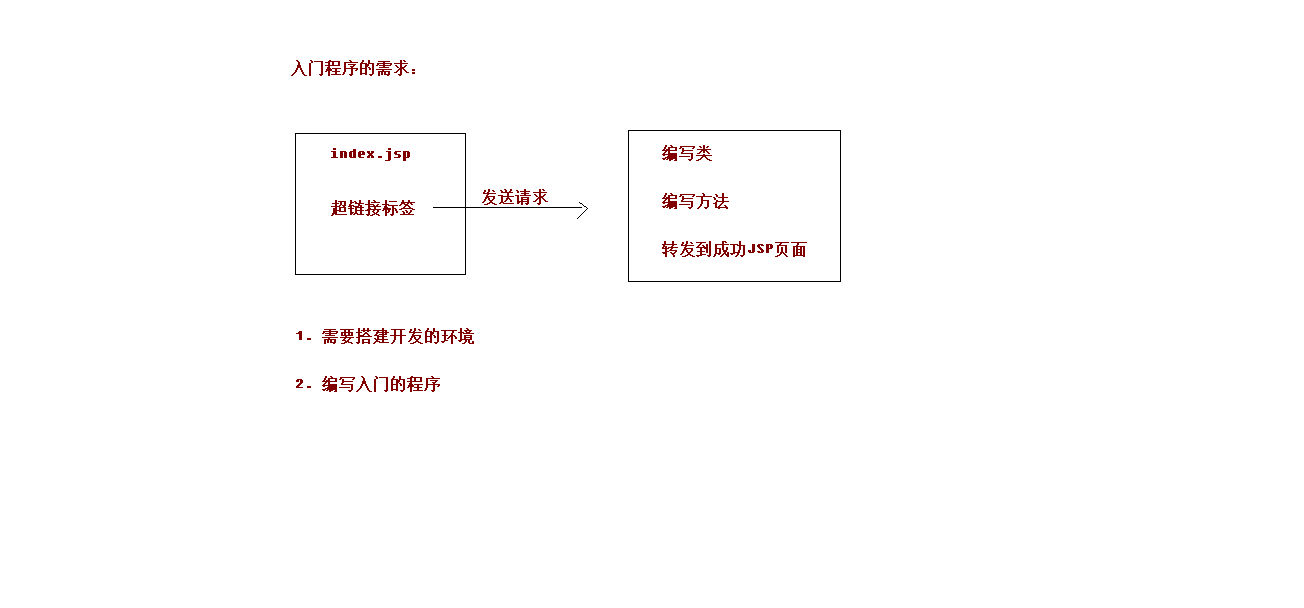 入门程序的需求：
index.jsp
超链接标签
发送请求
编写类
编写方法
转发到成功JSP页面
1. 需要搭建开发的环境
2. 编写入门的程序